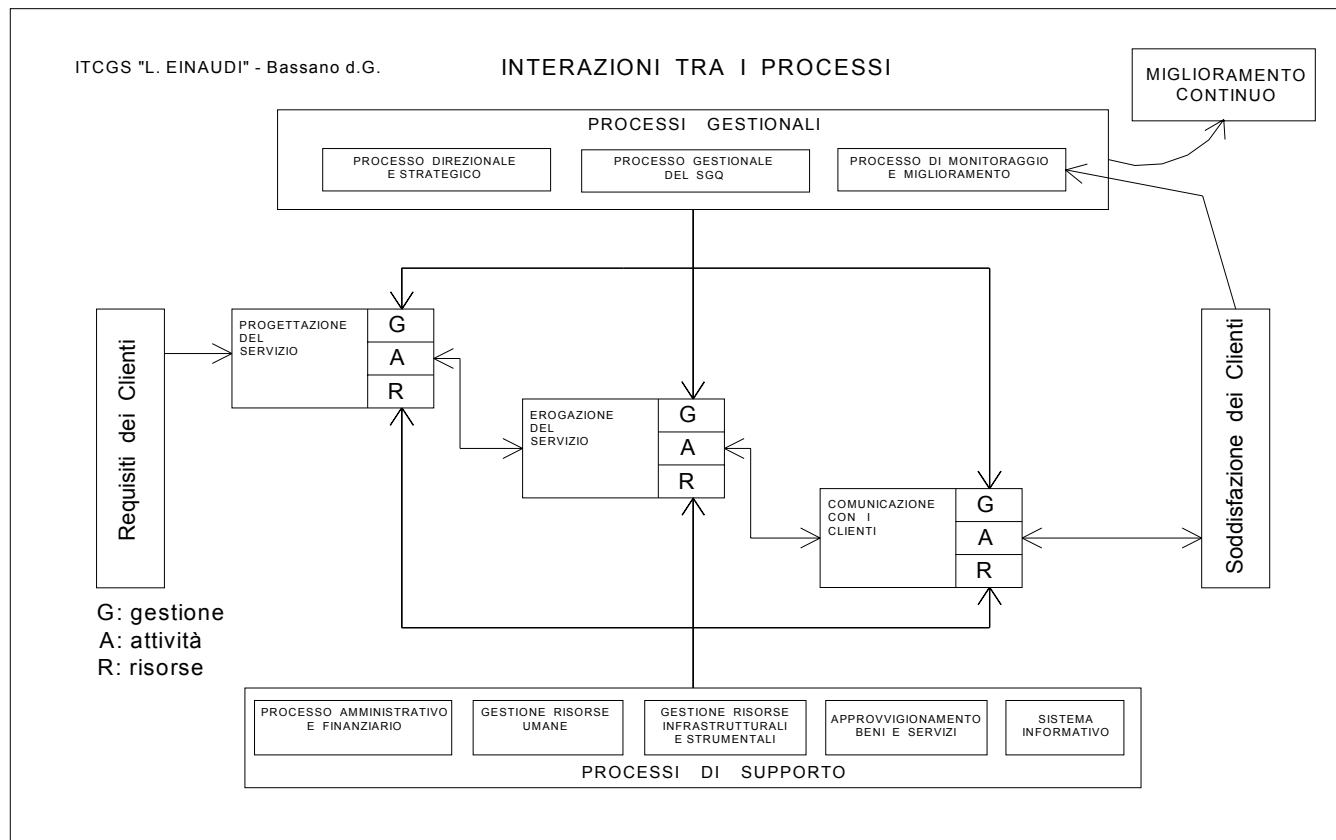 ITCGS "L. EINAUDI" - Bassano d.G.
INTERAZIONI TRA I PROCESSI
MIGLIORAMENTO
CONTINUO
PROCESSI GESTIONALI
PROCESSO DIREZIONALE
E STRATEGICO
PROCESSO GESTIONALE
DEL SGQ
PROCESSO DI MONITORAGGIO
E MIGLIORAMENTO
Requisiti dei Clienti
PROGETTAZIONE
DEL
SERVIZIO
G
A
R
EROGAZIONE
DEL
SERVIZIO
G
A
R
COMUNICAZIONE
CON I
CLIENTI
G
A
R
Soddisfazione dei Clienti
G: gestione
A: attività
R: risorse
PROCESSO AMMINISTRATIVO
E FINANZIARIO
GESTIONE RISORSE
UMANE
GESTIONE RISORSE
INFRASTRUTTURALI
E STRUMENTALI
APPROVVIGIONAMENTO
BENI E SERVIZI
SISTEMA
INFORMATIVO
PROCESSI DI SUPPORTO